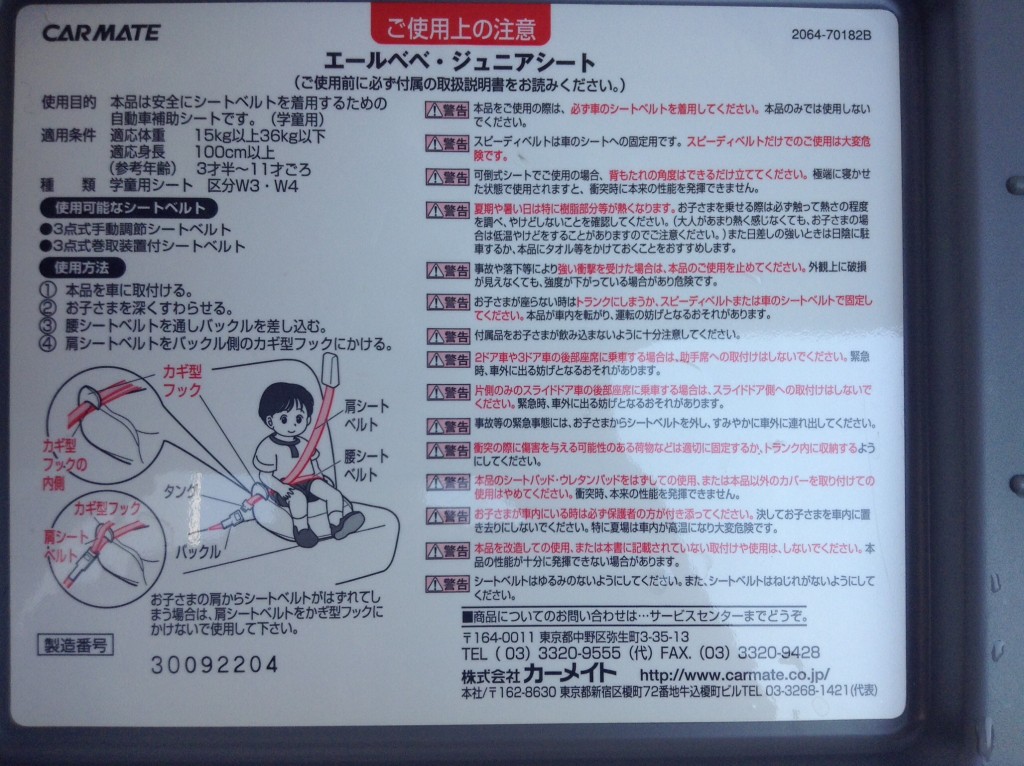 CARMATE
ご使用上の注意
2064-70182B
エールベベ・ジュニアシート
(ご使用前に必ず付属の取扱説明書をお読みください。)
使用目的 本品は安全にシートベルトを着用するための
自動車補助シートです。(学童用)
適用条件 適応体重 15kg以上36kg以下
適応身長 100cm以上
(参考年齢) 3才半〜11才ごろ
種 類 学童用シート 区分W3・W4
使用可能なシートベルト
●3点式手動調節シートベルト
●3点式巻取装置付シートベルト
使用方法
① 本品を車に取付ける。
② お子さまを深くすわらせる。
③ 腰シートベルトを通しバックルを差し込む。
④ 肩シートベルトをバックル側のカギ型フックにかける。
カギ型
フック
肩シート
ベルト
腰シート
ベルト
カギ型
フックの
内側
タング
カギ型フック
肩シート
ベルト
バックル
お子さまの肩からシートベルトがはずれてし
まう場合は、肩シートベルトをかぎ型フックに
かけないで使用して下さい。
製造番号
30092204
⚠警告 本品をご使用の際は、必ず車のシートベルトを着用してください。本品のみでは使用しない
でください。
⚠警告 スピーディベルトは車のシートへの固定用です。スピーディベルトだけでのご使用は大変危
険です。
⚠警告 可倒式シートでご使用の場合、背もたれの角度はできるだけ立ててください。極端に寝かせ
た状態で使用されますと、衝突時に本来の性能を発揮できません。
⚠警告 夏期や暑い日は特に樹脂部分等が熱くなります。お子さまを乗せる際は必ず触って熱さの程度
を調べ、やけどしないことを確認してください。(大人があまり熱く感じなくても、お子さまの場
合は低温やけどをすることがありますのでご注意ください。)また日差しの強いときは日陰に駐
車するか、本品にタオル等をかけておくことをおすすめします。
⚠警告 事故や落下等により強い衝撃を受けた場合は、本品のご使用を止めてください。外観上に破損
が見えなくても、強度が下がっている場合があり危険です。
⚠警告 お子さまが座らない時はトランクにしまうか、スピーディベルトまたは車のシートベルトで固定し
てください。本品が車内を転がり、運転の妨げとなるおそれがあります。
⚠警告 付属品をお子さまが飲み込まないように十分注意してください。
⚠警告 2ドア車や3ドア車の後部座席に乗車する場合は、助手席への取付けはしないでください。緊急
時、車外に出る妨げとなるおそれがあります。
⚠警告 片側のみのスライドドア車の後部座席に乗車する場合は、スライドドア側への取付けはしないで
ください。緊急時、車外に出る妨げとなるおそれがあります。
⚠警告 事故等の緊急事態には、お子さまからシートベルトを外し、すみやかに車外に連れ出してください。
⚠警告 衝突の際に傷害を与える可能性のある荷物などは適切に固定するか、トランク内に収納するよう
にしてください。
⚠警告 本品のシートパッド・ウレタンパッドをはずしての使用、または本品以外のカバーを取り付けての
使用はやめてください。衝突時、本来の性能を発揮できません。
⚠警告 お子さまが車内にいる時は必ず保護者の方が付き添ってください。決してお子さまを車内に置
き去りにしないでください。特に夏場は車内が高温になり大変危険です。
⚠警告 本品を改造しての使用、または本書に記載されていない取付けや使用は、しないでください。本
品の性能が十分に発揮できない場合があります。
⚠警告 シートベルトはゆるみのないようにしてください。また、シートベルトはねじれがないようにして
ください。
■商品についてのお問い合わせは…サービスセンターまでどうぞ。
〒164-0011 東京都中野区弥生町3-35-13
TEL (03) 3320-9555 (代) FAX. (03) 3320-9428
株式会社 カーメイト http://www.carmate.co.jp/
本社/〒162-8630 東京都新宿区榎町72番地牛込榎町ビルTEL 03-3268-1421(代表)